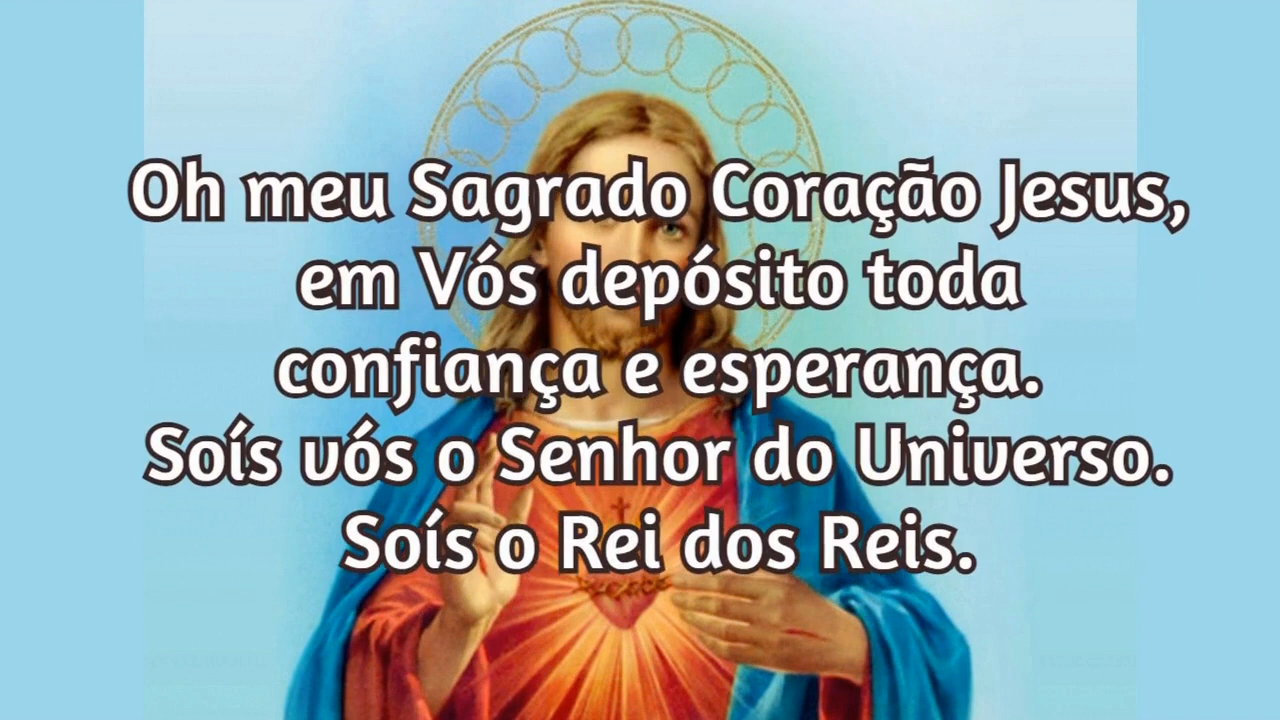 Oh meu Sagrado Coração Jesus,
em Vós depósito toda
confiança e esperança.
Soís vós o Senhor do Universo.
Soís o Rei dos Reis.